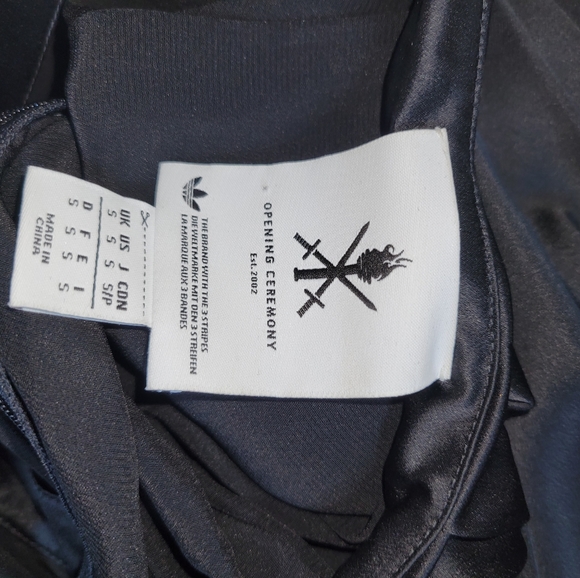 OPENING CEREMONY
Est. 2002
THE BRAND WITH THE 3 STRIPES
DIE WELTMARKE MIT DEN 3 STREIFEN
LA MARQUE AUX 3 BANDES
UK US J CDN
S S S S/P
D F E I
S S S S
MADE IN
CHINA